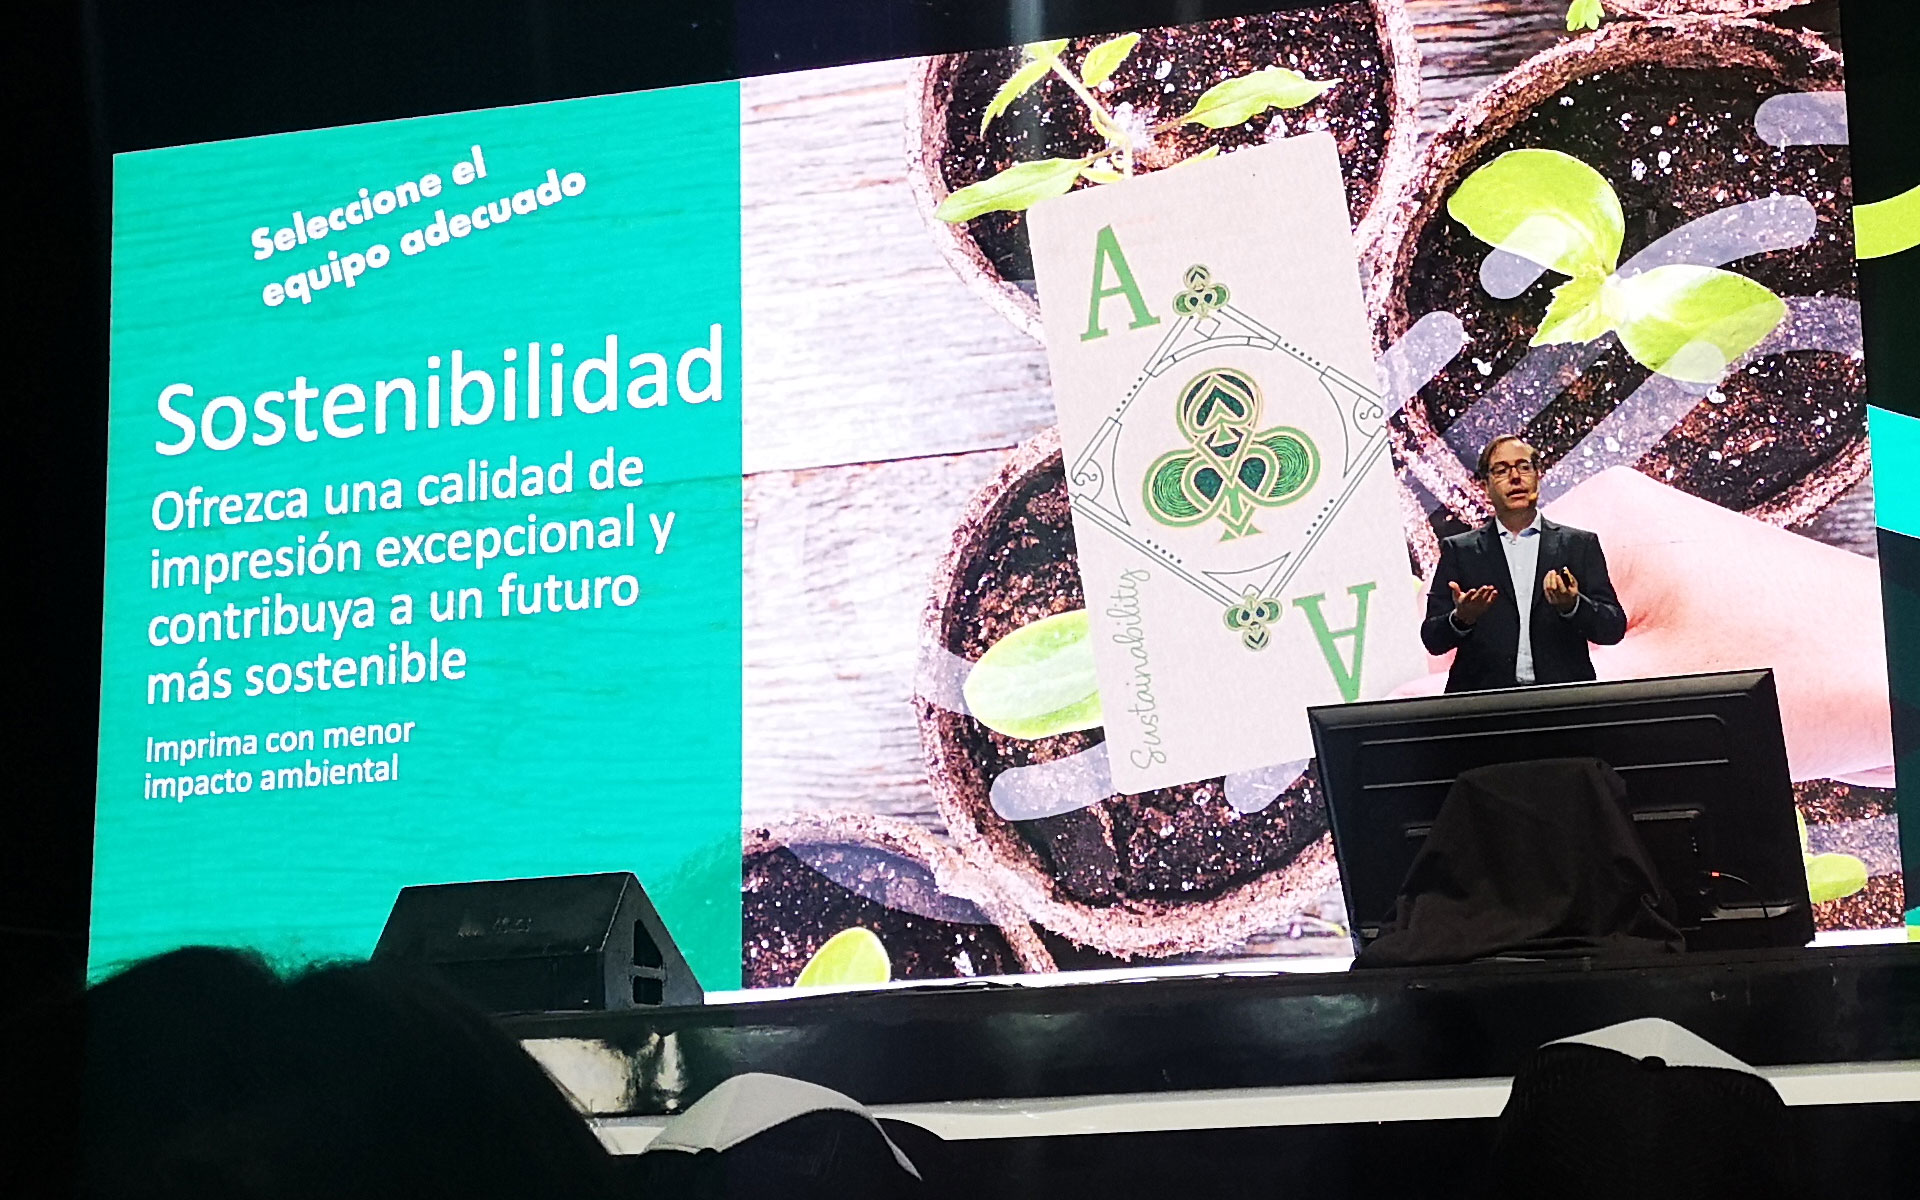 Seleccione el
equipo adecuado
Sostenibilidad
Ofrezca una calidad de
impresión excepcional y
contribuya a un futuro
más sostenible
Imprima con menor
impacto ambiental
A
Sustainability
A